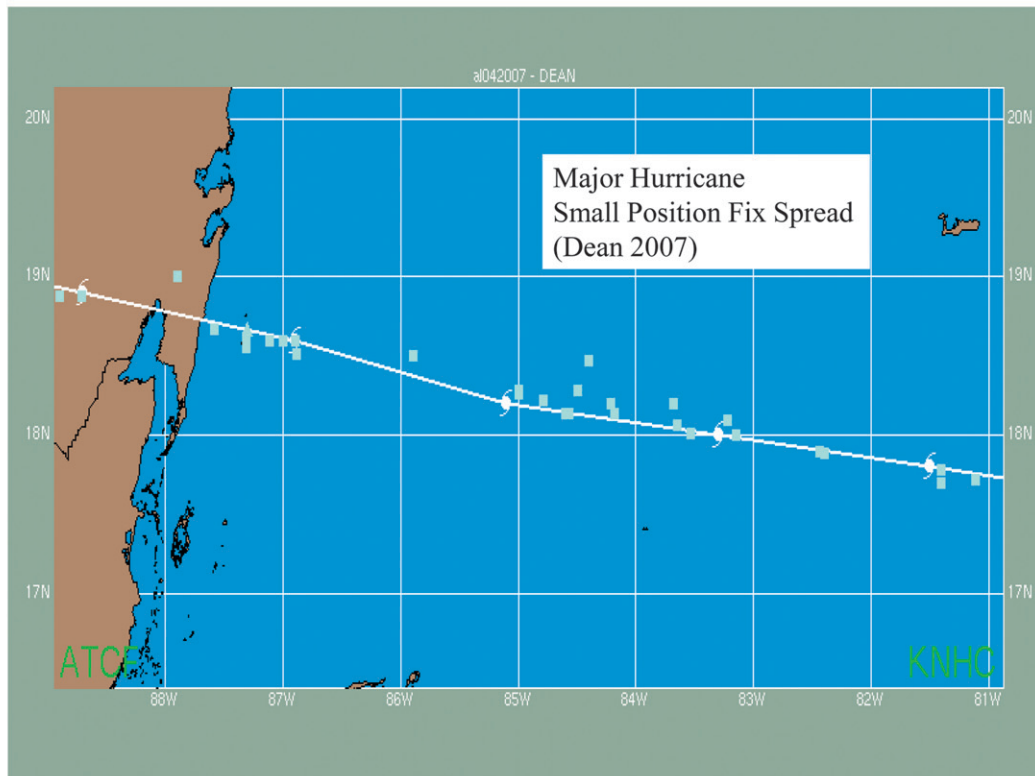 al042007 - DEAN
20N
20N
Major Hurricane
Small Position Fix Spread
(Dean 2007)
19N
19N
18N
18N
17N
17N
ATCF
KNHC
88W
87W
86W
85W
84W
83W
82W
81W